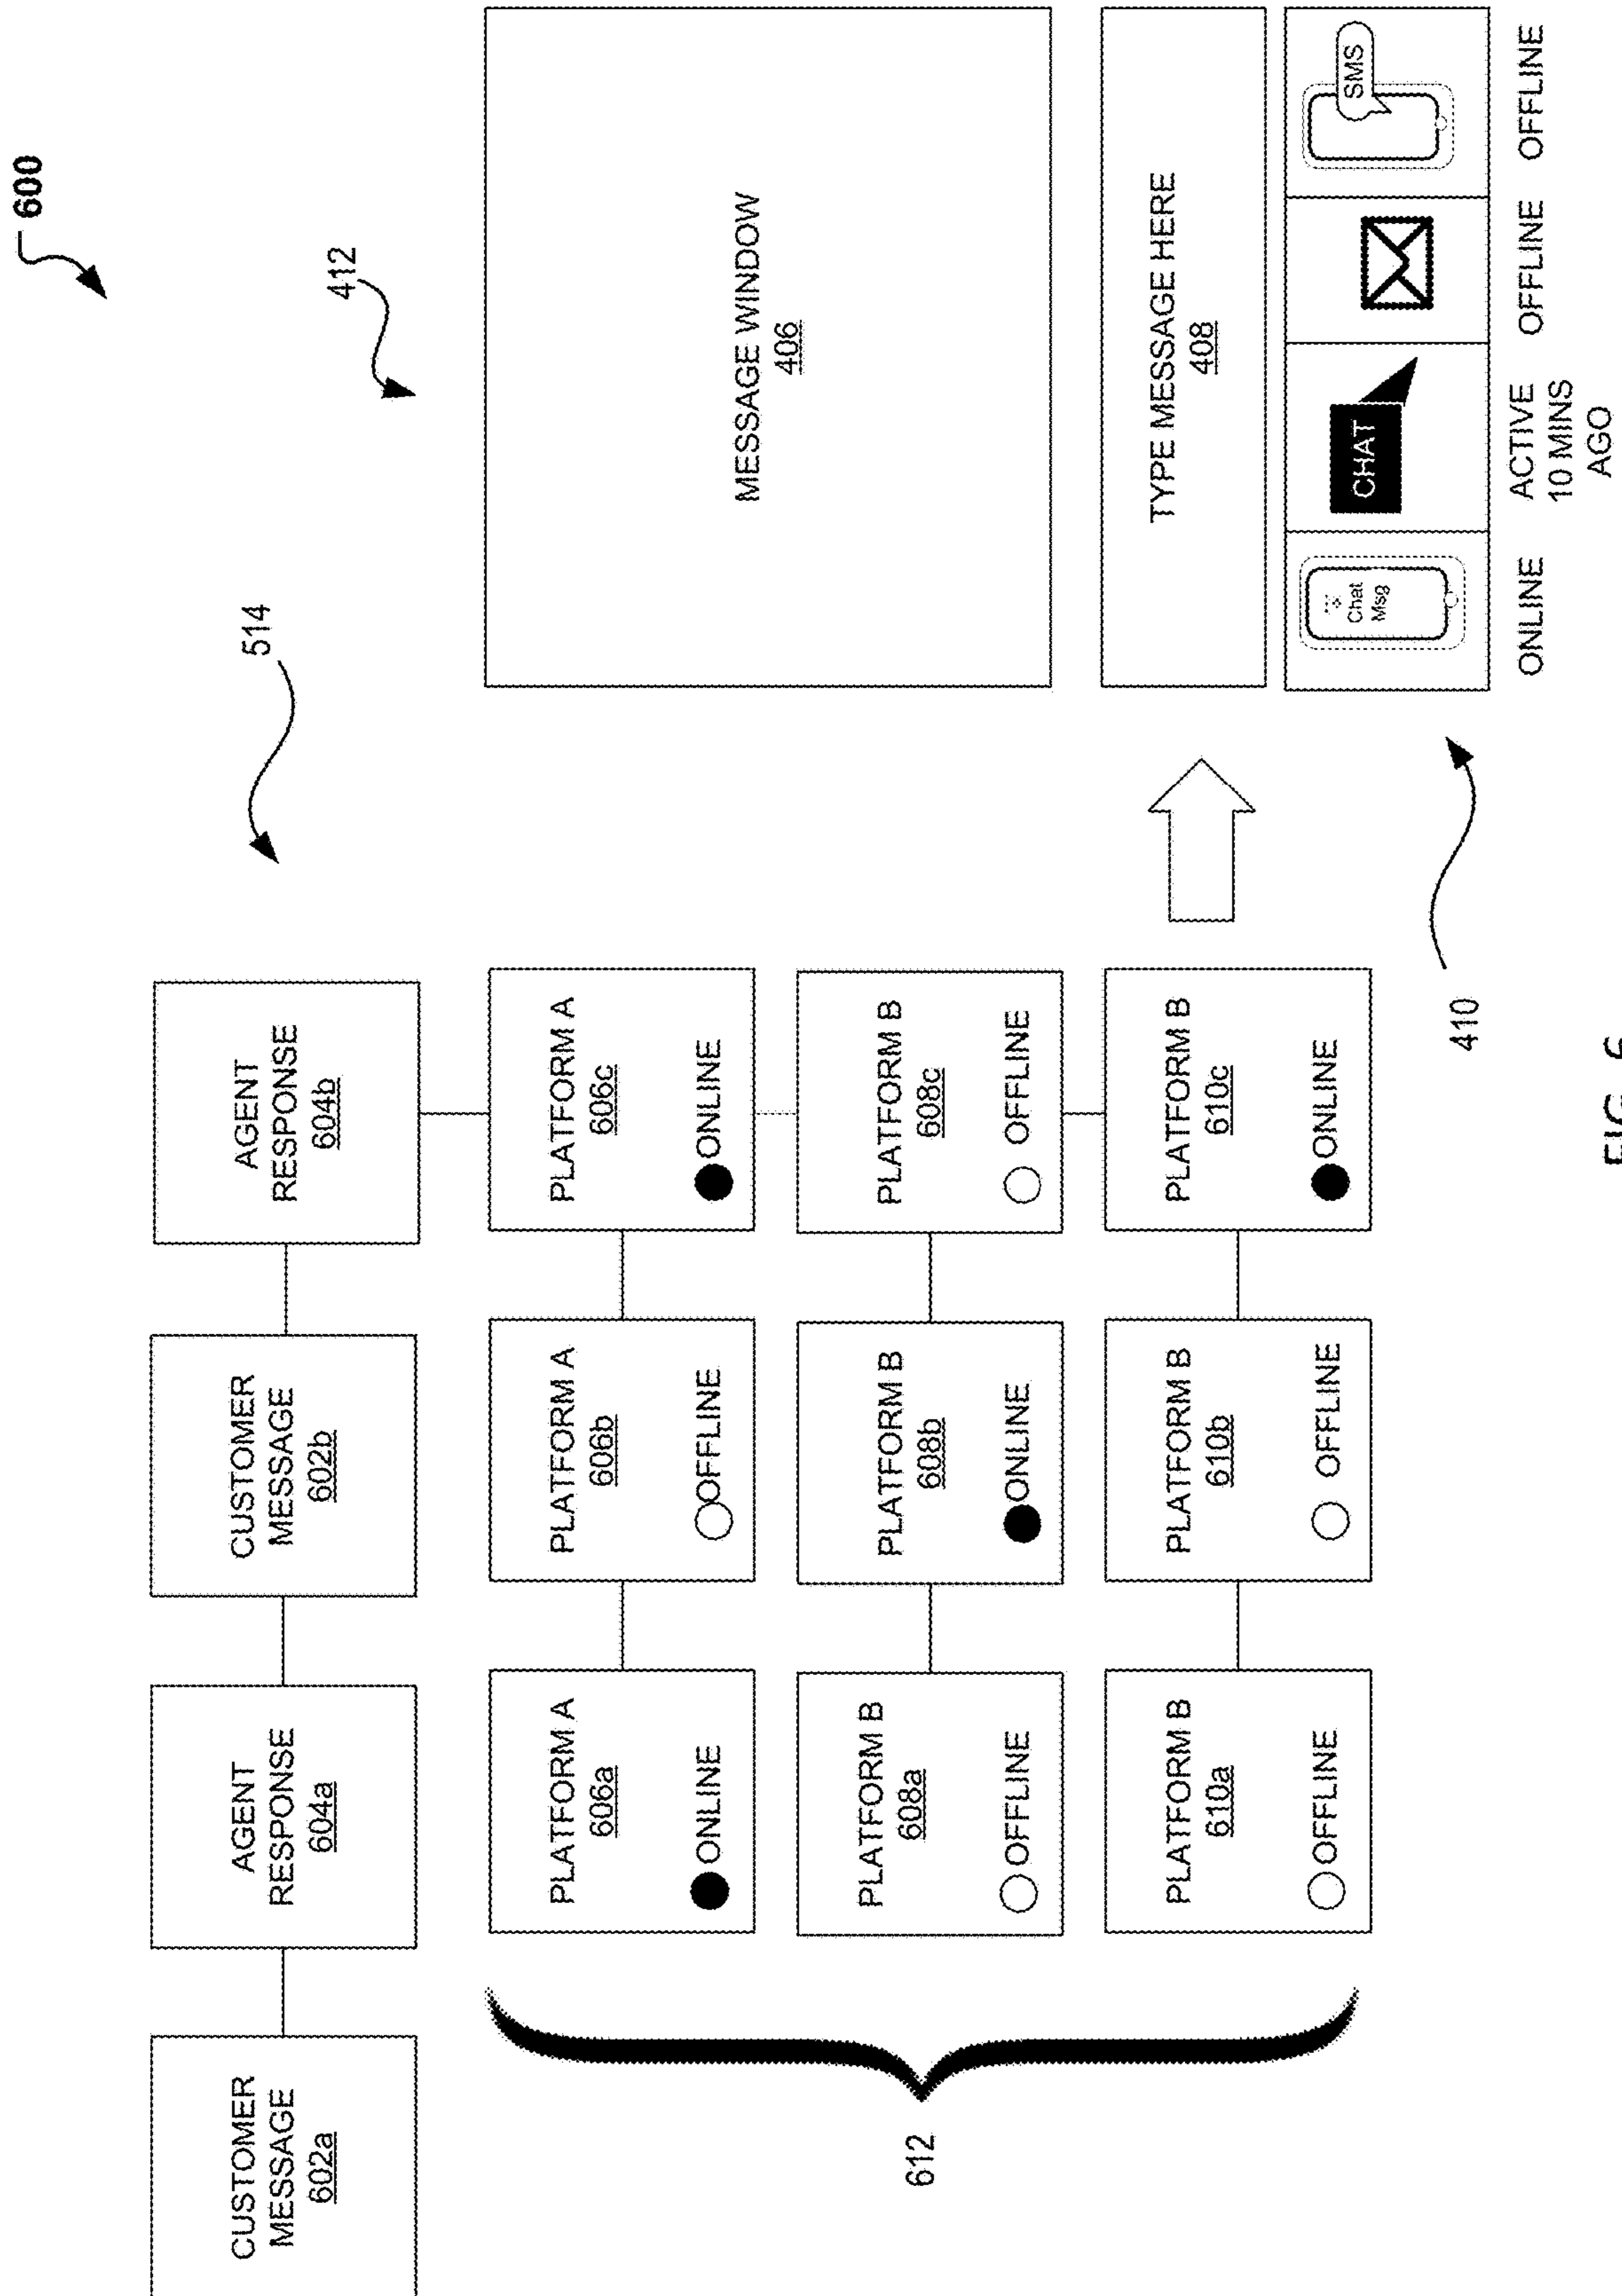 600
514
412
CUSTOMER
MESSAGE
602a
AGENT
RESPONSE
604a
CUSTOMER
MESSAGE
602b
AGENT
RESPONSE
604b
612
PLATFORM A
606a
ONLINE
PLATFORM A
606b
OFFLINE
PLATFORM A
606c
ONLINE
PLATFORM B
608a
OFFLINE
PLATFORM B
608b
ONLINE
PLATFORM B
608c
OFFLINE
PLATFORM B
610a
OFFLINE
PLATFORM B
610b
OFFLINE
PLATFORM B
610c
ONLINE
MESSAGE WINDOW
406
TYPE MESSAGE HERE
408
Chat
Msg
CHAT
SMS
410
ONLINE
ACTIVE
10 MINS
AGO
OFFLINE
OFFLINE
FIG. 6